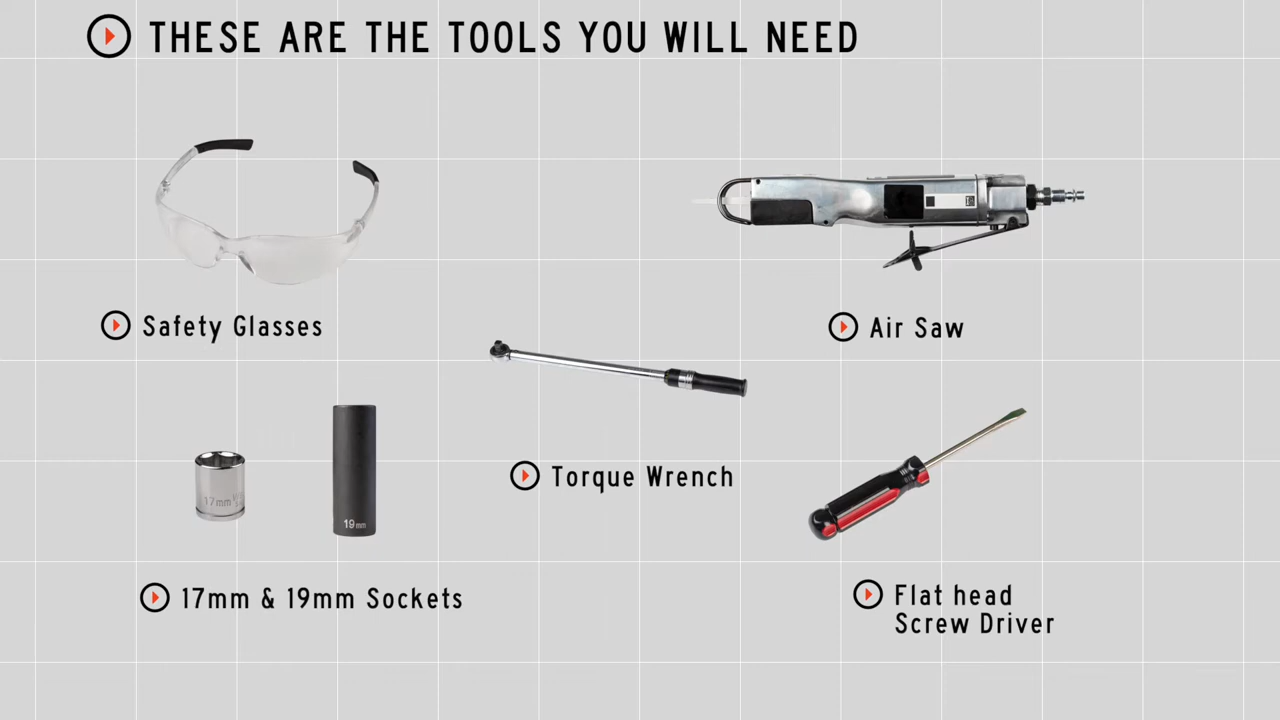 THESE ARE THE TOOLS YOU WILL NEED
Safety Glasses
Air Saw
Torque Wrench
17mm
19mm
17mm & 19mm Sockets
Flat head
Screw Driver